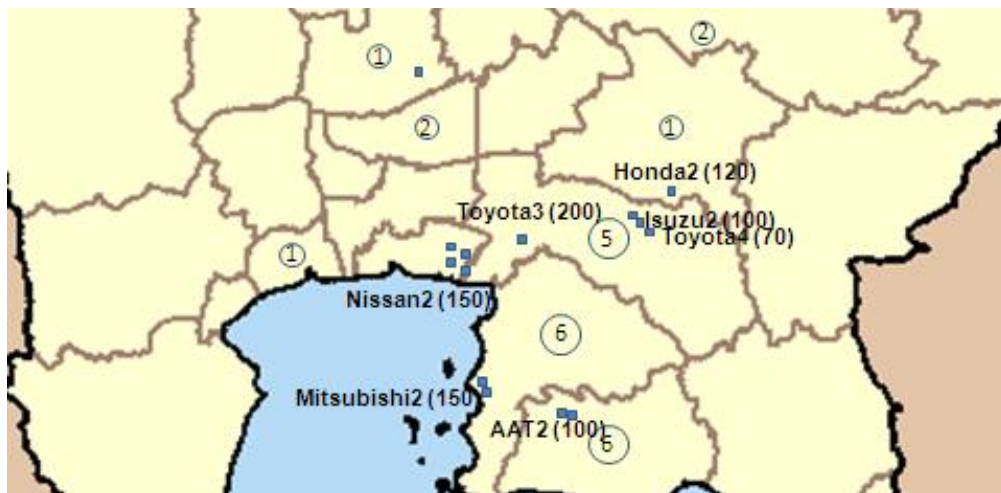 2
1
2
1
Honda2 (120)
Toyota3 (200)
Isuzu2 (100)
5
Toyota4 (70)
1
Nissan2 (150)
6
Mitsubishi2 (150
AAT2 (100)
6